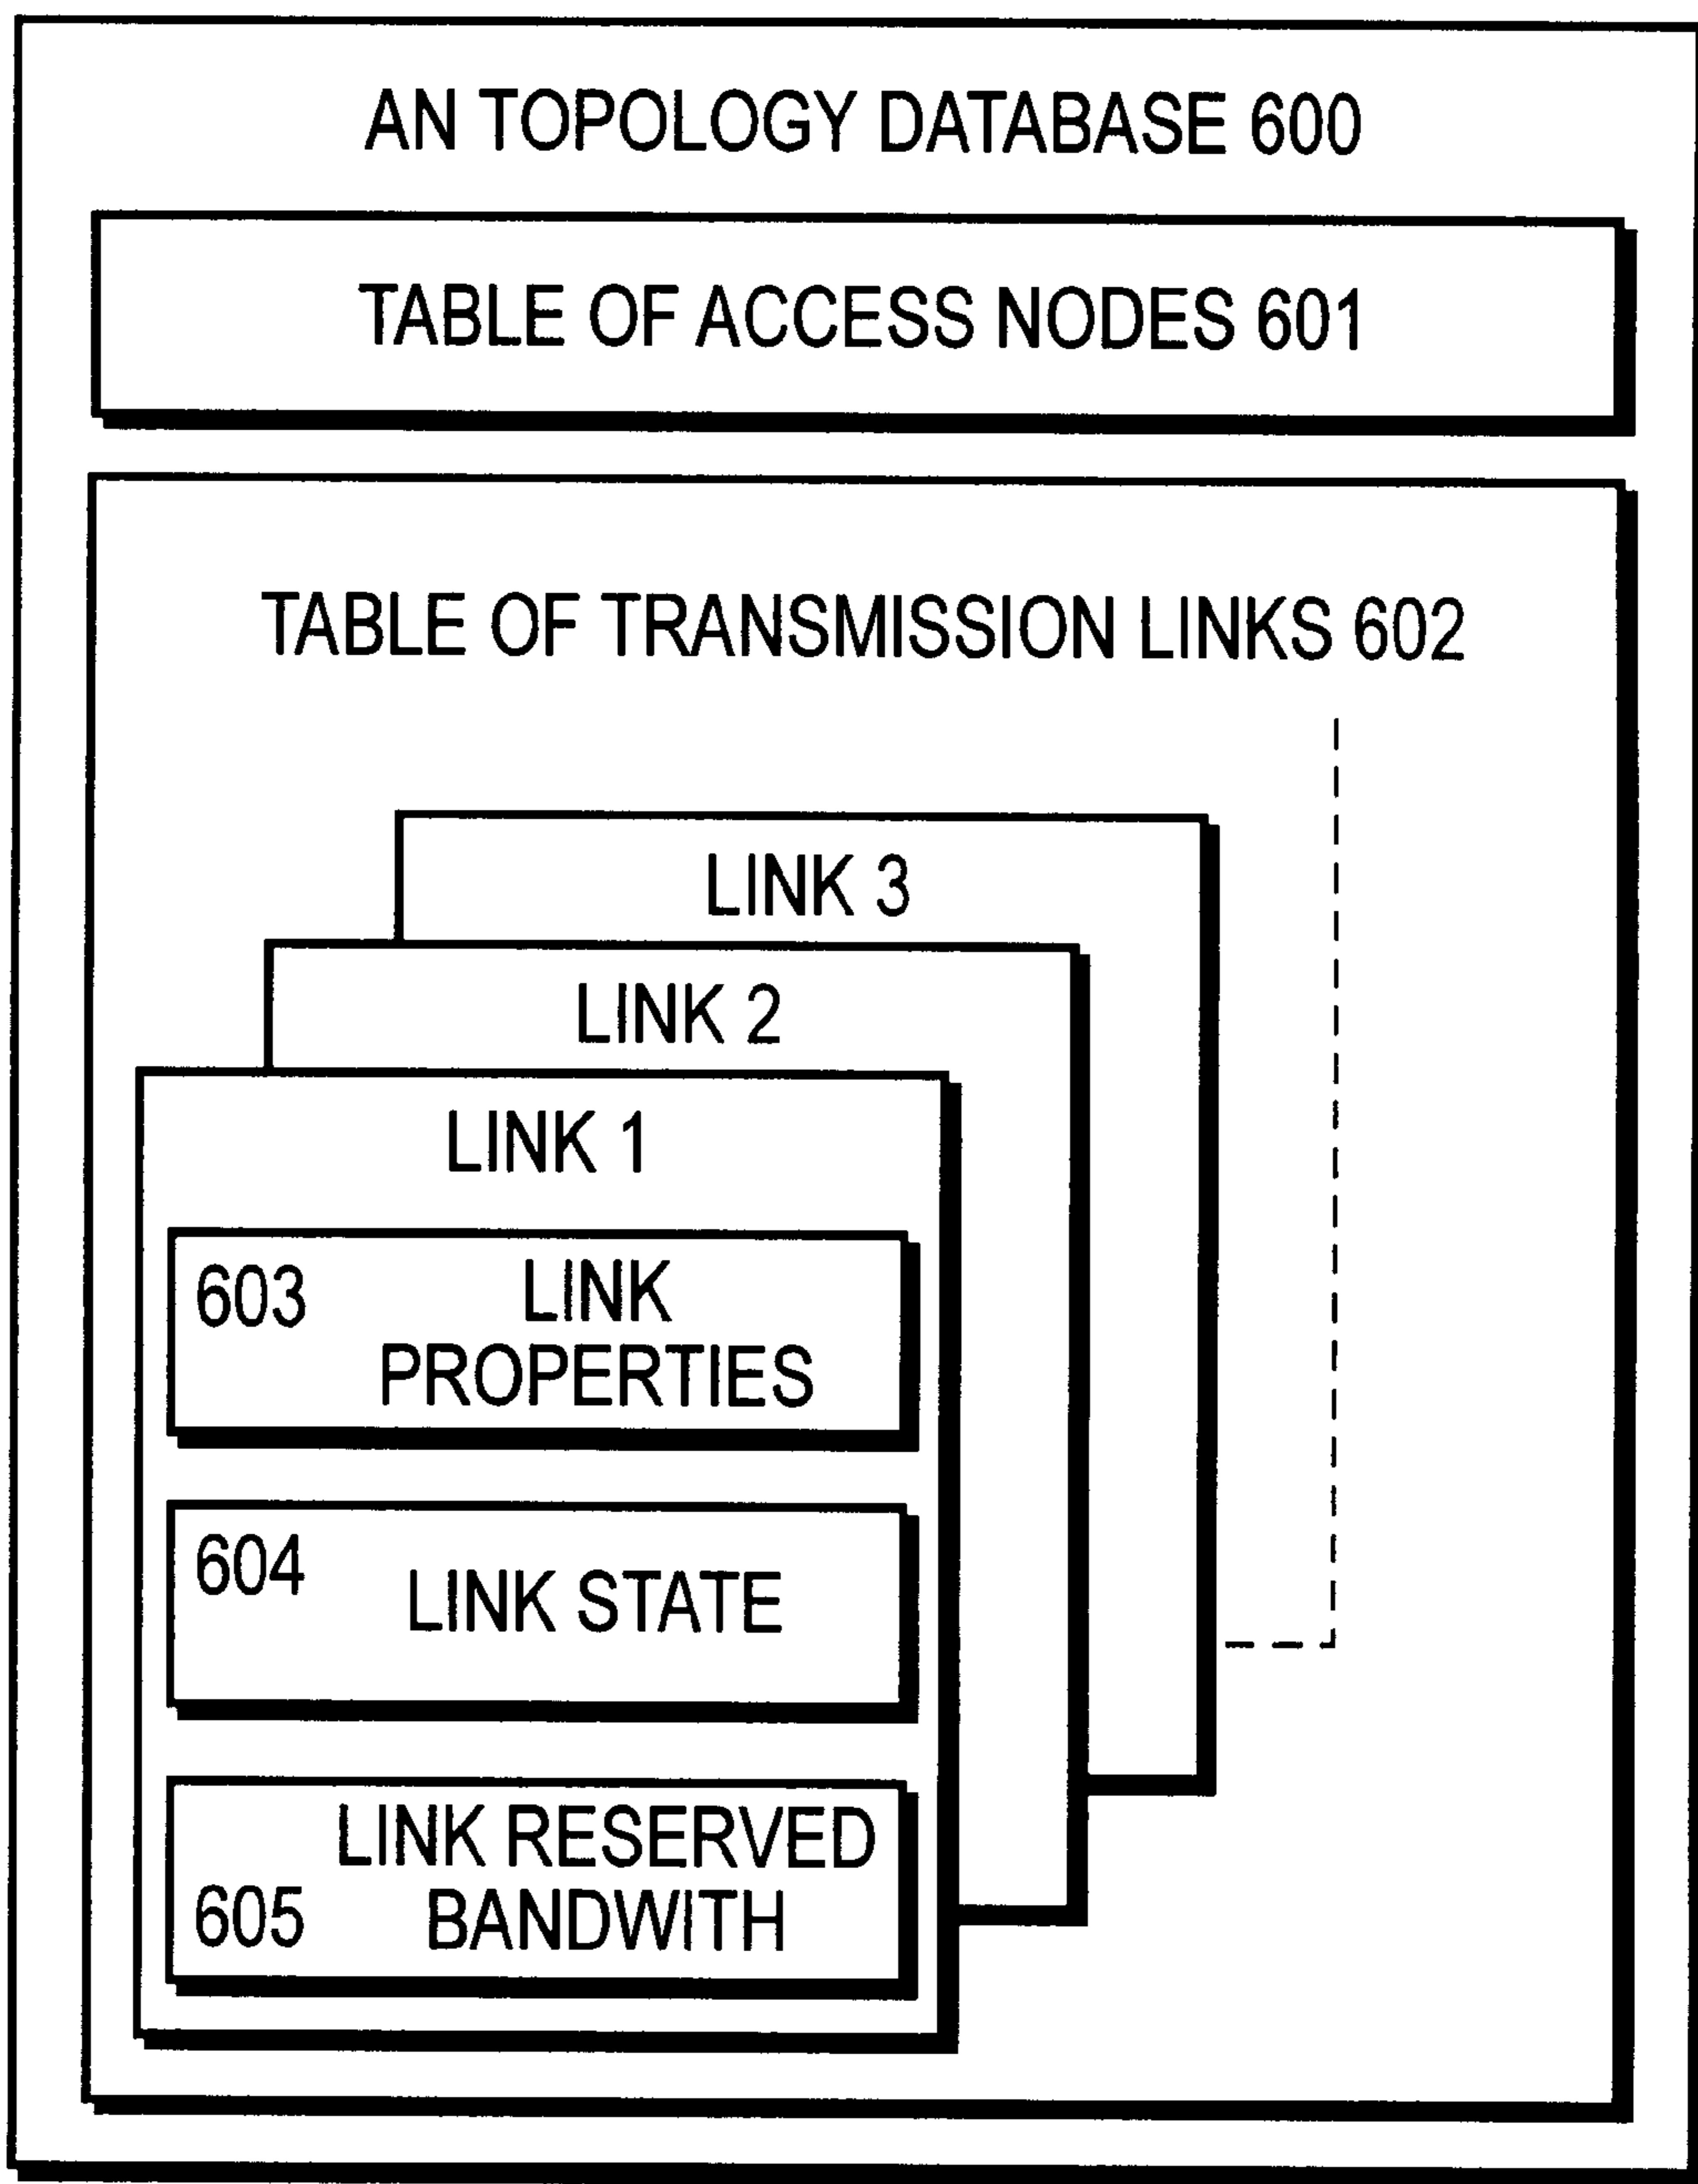 AN TOPOLOGY DATABASE 600
TABLE OF ACCESS NODES 601
TABLE OF TRANSMISSION LINKS 602
LINK 3
LINK 2
LINK 1
603 LINK
PROPERTIES
604
LINK STATE
LINK RESERVED
605 BANDWITH